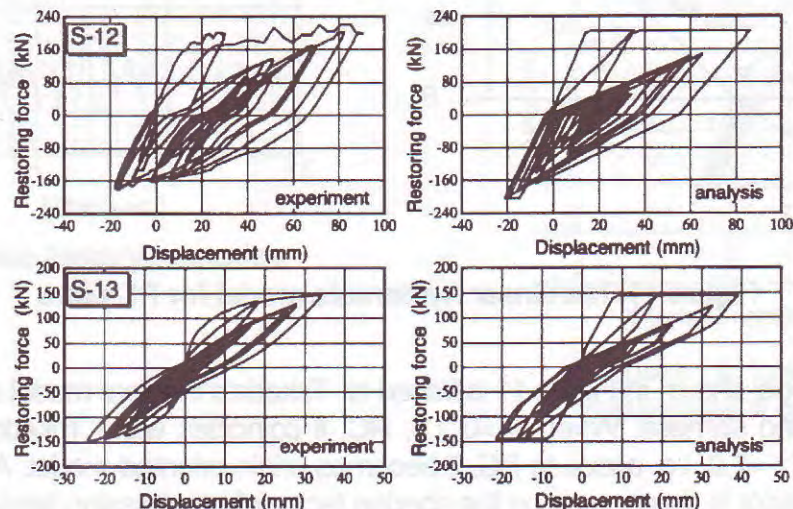 S-12
Restoring force (kN)
240
160
80
0
-80
-160
-240
-40 -20 0 20 40 60 80 100
Displacement (mm)
experiment
Restoring force (kN)
240
160
80
0
-80
-160
-240
-40 -20 0 20 40 60 80 100
Displacement (mm)
analysis
S-13
Restoring force (kN)
200
150
100
50
0
-50
-100
-150
-200
-30 -20 -10 0 10 20 30 40 50
Displacement (mm)
experiment
Restoring force (kN)
200
150
100
50
0
-50
-100
-150
-200
-30 -20 -10 0 10 20 30 40 50
Displacement (mm)
analysis